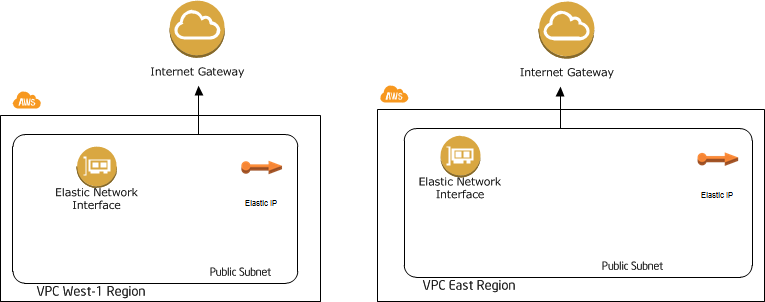 Internet Gateway
AWS
Elastic Network
Interface
Elastic IP
Public Subnet
VPC West-1 Region
Internet Gateway
AWS
Elastic Network
Interface
Elastic IP
Public Subnet
VPC East Region